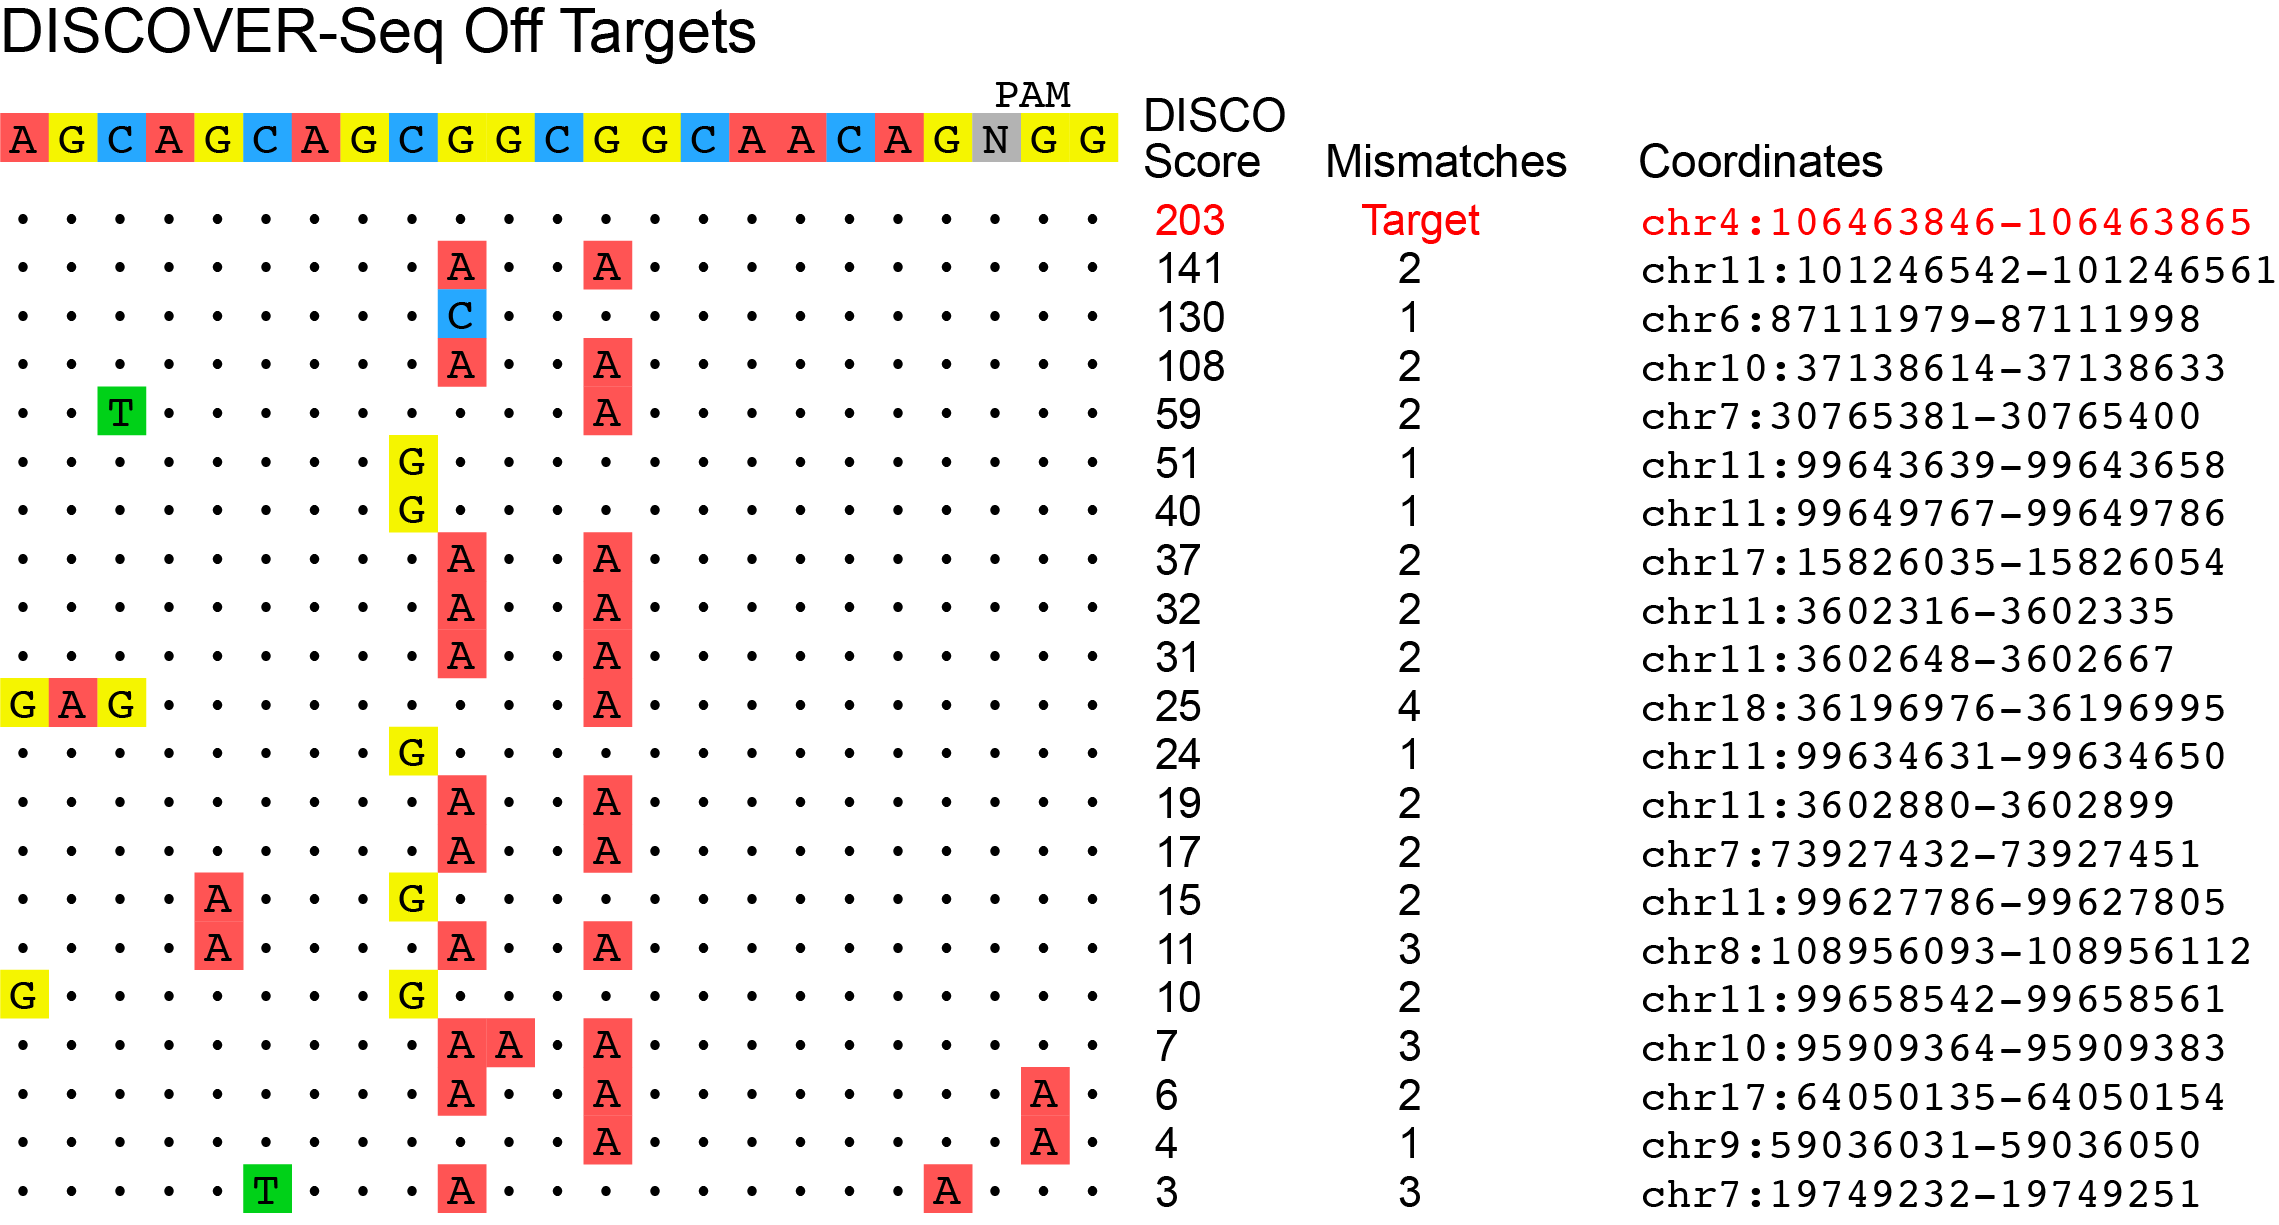 DISCOVER-Seq Off Targets
PAM
A G C A G C A G C G G C G G C A A C A G N G G DISCO Score Mismatches Coordinates
. . . . . . . . . . . . . . . . . . . . . . . 203 Target chr4:106463846-106463865
. . . . . . . . . A . . A . . . . . . . . . . 141 2 chr11:101246542-101246561
. . . . . . . . . C . . . . . . . . . . . . . 130 1 chr6:87111979-87111998
. . . . . . . . . A . . A . . . . . . . . . . 108 2 chr10:37138614-37138633
. . T . . . . . . . . . A . . . . . . . . . . 59 2 chr7:30765381-30765400
. . . . . . . . G . . . . . . . . . . . . . . 51 1 chr11:99643639-99643658
. . . . . . . . G . . . . . . . . . . . . . . 40 1 chr11:99649767-99649786
. . . . . . . . . A . . A . . . . . . . . . . 37 2 chr17:15826035-15826054
. . . . . . . . . A . . A . . . . . . . . . . 32 2 chr11:3602316-3602335
. . . . . . . . . A . . A . . . . . . . . . . 31 2 chr11:3602648-3602667
G A G . . . . . . . . . A . . . . . . . . . . 25 4 chr18:36196976-36196995
. . . . . . . . G . . . . . . . . . . . . . . 24 1 chr11:99634631-99634650
. . . . . . . . . A . . A . . . . . . . . . . 19 2 chr11:3602880-3602899
. . . . . . . . . A . . A . . . . . . . . . . 17 2 chr7:73927432-73927451
. . . . A . . . G . . . . . . . . . . . . . . 15 2 chr11:99627786-99627805
. . . . A . . . . A . . A . . . . . . . . . . 11 3 chr8:108956093-108956112
G . . . . . . . G . . . . . . . . . . . . . . 10 2 chr11:99658542-99658561
. . . . . . . . . A A . A . . . . . . . . . . 7 3 chr10:95909364-95909383
. . . . . . . . . A . . A . . . . . . . . A . 6 2 chr17:64050135-64050154
. . . . . . . . . . . . A . . . . . . . . A . 4 1 chr9:59036031-59036050
. . . . . T . . . A . . . . . . . . . A . . . 3 3 chr7:19749232-19749251